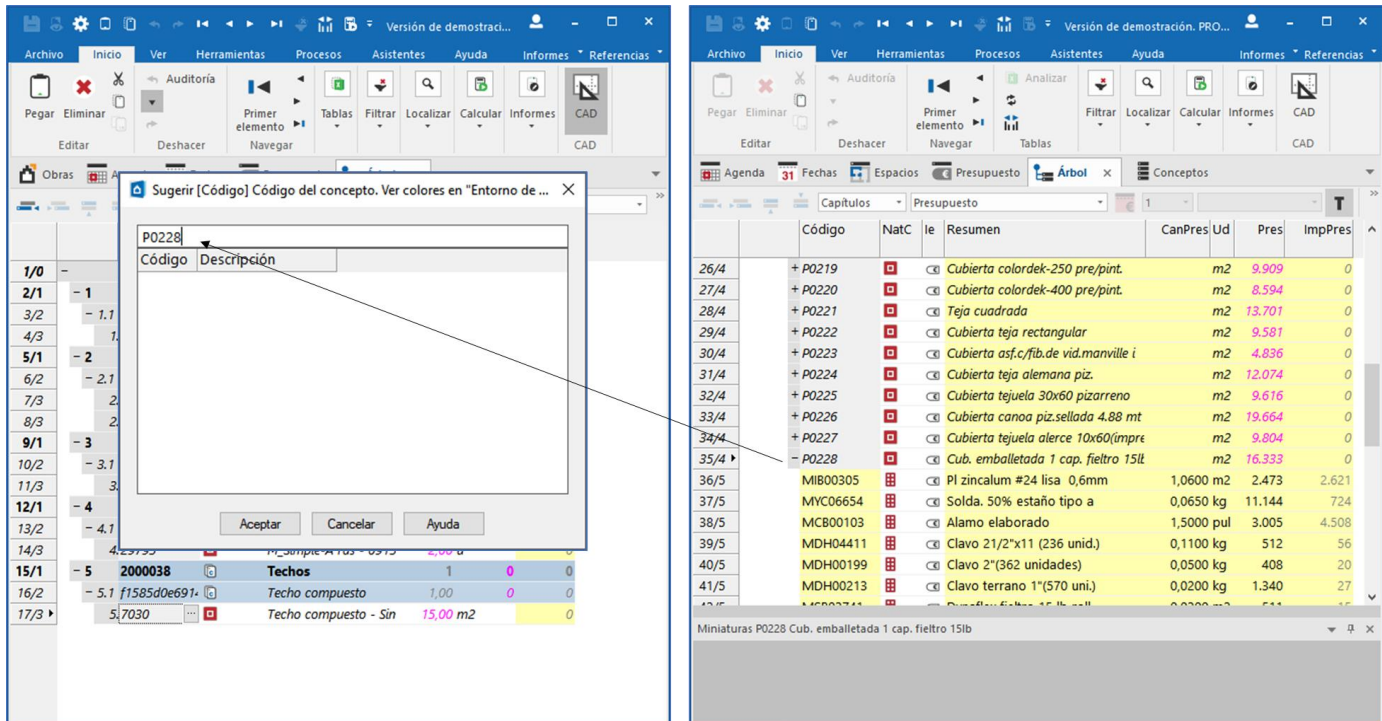 Versión de demostraci...
Archivo Inicio Ver Herramientas Procesos Asistentes Ayuda Informes Referencias
Auditoría
Pegar Eliminar Primer elemento Tablas Filtrar Localizar Calcular Informes CAD
Editar Deshacer Navegar CAD
Obras
Sugerir [Código] Código del concepto. Ver colores en "Entorno de ...
P0228
Código Descripción
Aceptar Cancelar Ayuda
1/0 -
2/1 - 1
3/2 - 1.1
4/3 1.
5/1 - 2
6/2 - 2.1
7/3 2.
8/3 2.
9/1 - 3
10/2 - 3.1
11/3 3.
12/1 - 4
13/2 - 4.1
14/3 4.29795 M_Simple-A ras - 0915 2,00 u 0
15/1 - 5 2000038 Techos 1 0 0
16/2 - 5.1 f1585d0e691 Techo compuesto 1,00 0 0
17/3 5.7030 ... Techo compuesto - Sin 15,00 m2 0
Versión de demostración. PRO...
Archivo Inicio Ver Herramientas Procesos Asistentes Ayuda Informes Referencias
Auditoría Analizar
Pegar Eliminar Primer elemento Filtrar Localizar Calcular Informes CAD
Editar Deshacer Navegar Tablas CAD
Agenda 31 Fechas Espacios Presupuesto Árbol × Conceptos
Capítulos Presupuesto 1 T
Código NatC Ie Resumen CanPres Ud Pres ImpPres
26/4 + P0219 Cubierta colordek-250 pre/pint. m2 9.909 0
27/4 + P0220 Cubierta colordek-400 pre/pint. m2 8.594 0
28/4 + P0221 Teja cuadrada m2 13.701 0
29/4 + P0222 Cubierta teja rectangular m2 9.581 0
30/4 + P0223 Cubierta asf.c/fib.de vid.manville i m2 4.836 0
31/4 + P0224 Cubierta teja alemana piz. m2 12.074 0
32/4 + P0225 Cubierta tejuela 30x60 pizarreno m2 9.616 0
33/4 + P0226 Cubierta canoa piz.sellada 4.88 mt m2 19.664 0
34/4 + P0227 Cubierta tejuela alerce 10x60(impre m2 9.804 0
35/4 - P0228 Cub. emballetada 1 cap. fieltro 15lb m2 16.333 0
36/5 MIB00305 Pl zincalum #24 lisa 0,6mm 1,0600 m2 2.473 2.621
37/5 MYC06654 Solda. 50% estaño tipo a 0,0650 kg 11.144 724
38/5 MCB00103 Alamo elaborado 1,5000 pul 3.005 4.508
39/5 MDH04411 Clavo 21/2"x11 (236 unid.) 0,1100 kg 512 56
40/5 MDH00199 Clavo 2"(362 unidades) 0,0500 kg 408 20
41/5 MDH00213 Clavo terrano 1"(570 uni.) 0,0200 kg 1.340 27
Miniaturas P0228 Cub. emballetada 1 cap. fieltro 15lb